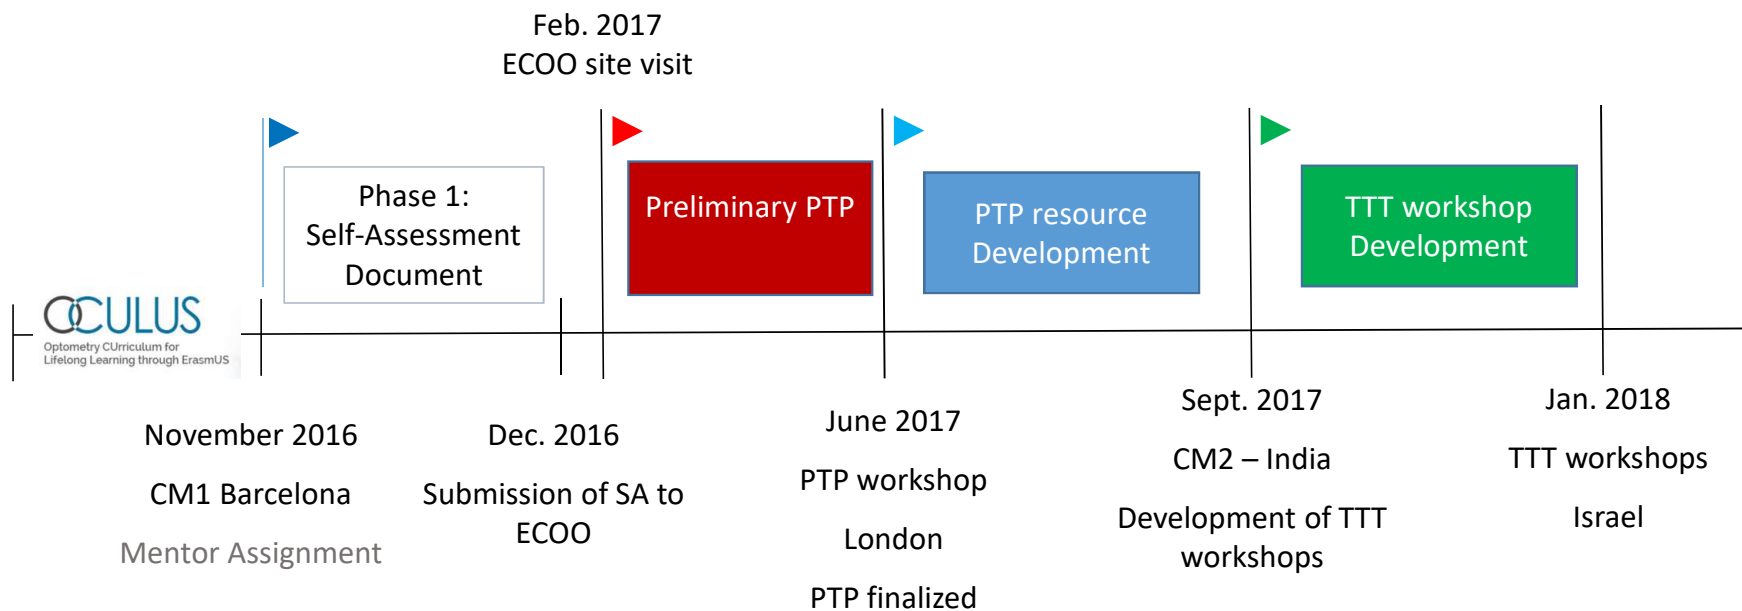 Feb. 2017
ECOO site visit
Phase 1:
Self-Assessment
Document
Preliminary PTP
PTP resource
Development
TTT workshop
Development
OCULUS
Optometry CUrriculum for
Lifelong Learning through ErasmUS
November 2016
CM1 Barcelona
Mentor Assignment
Dec. 2016
Submission of SA to
ECOO
June 2017
PTP workshop
London
PTP finalized
Sept. 2017
CM2 – India
Development of TTT
workshops
Jan. 2018
TTT workshops
Israel